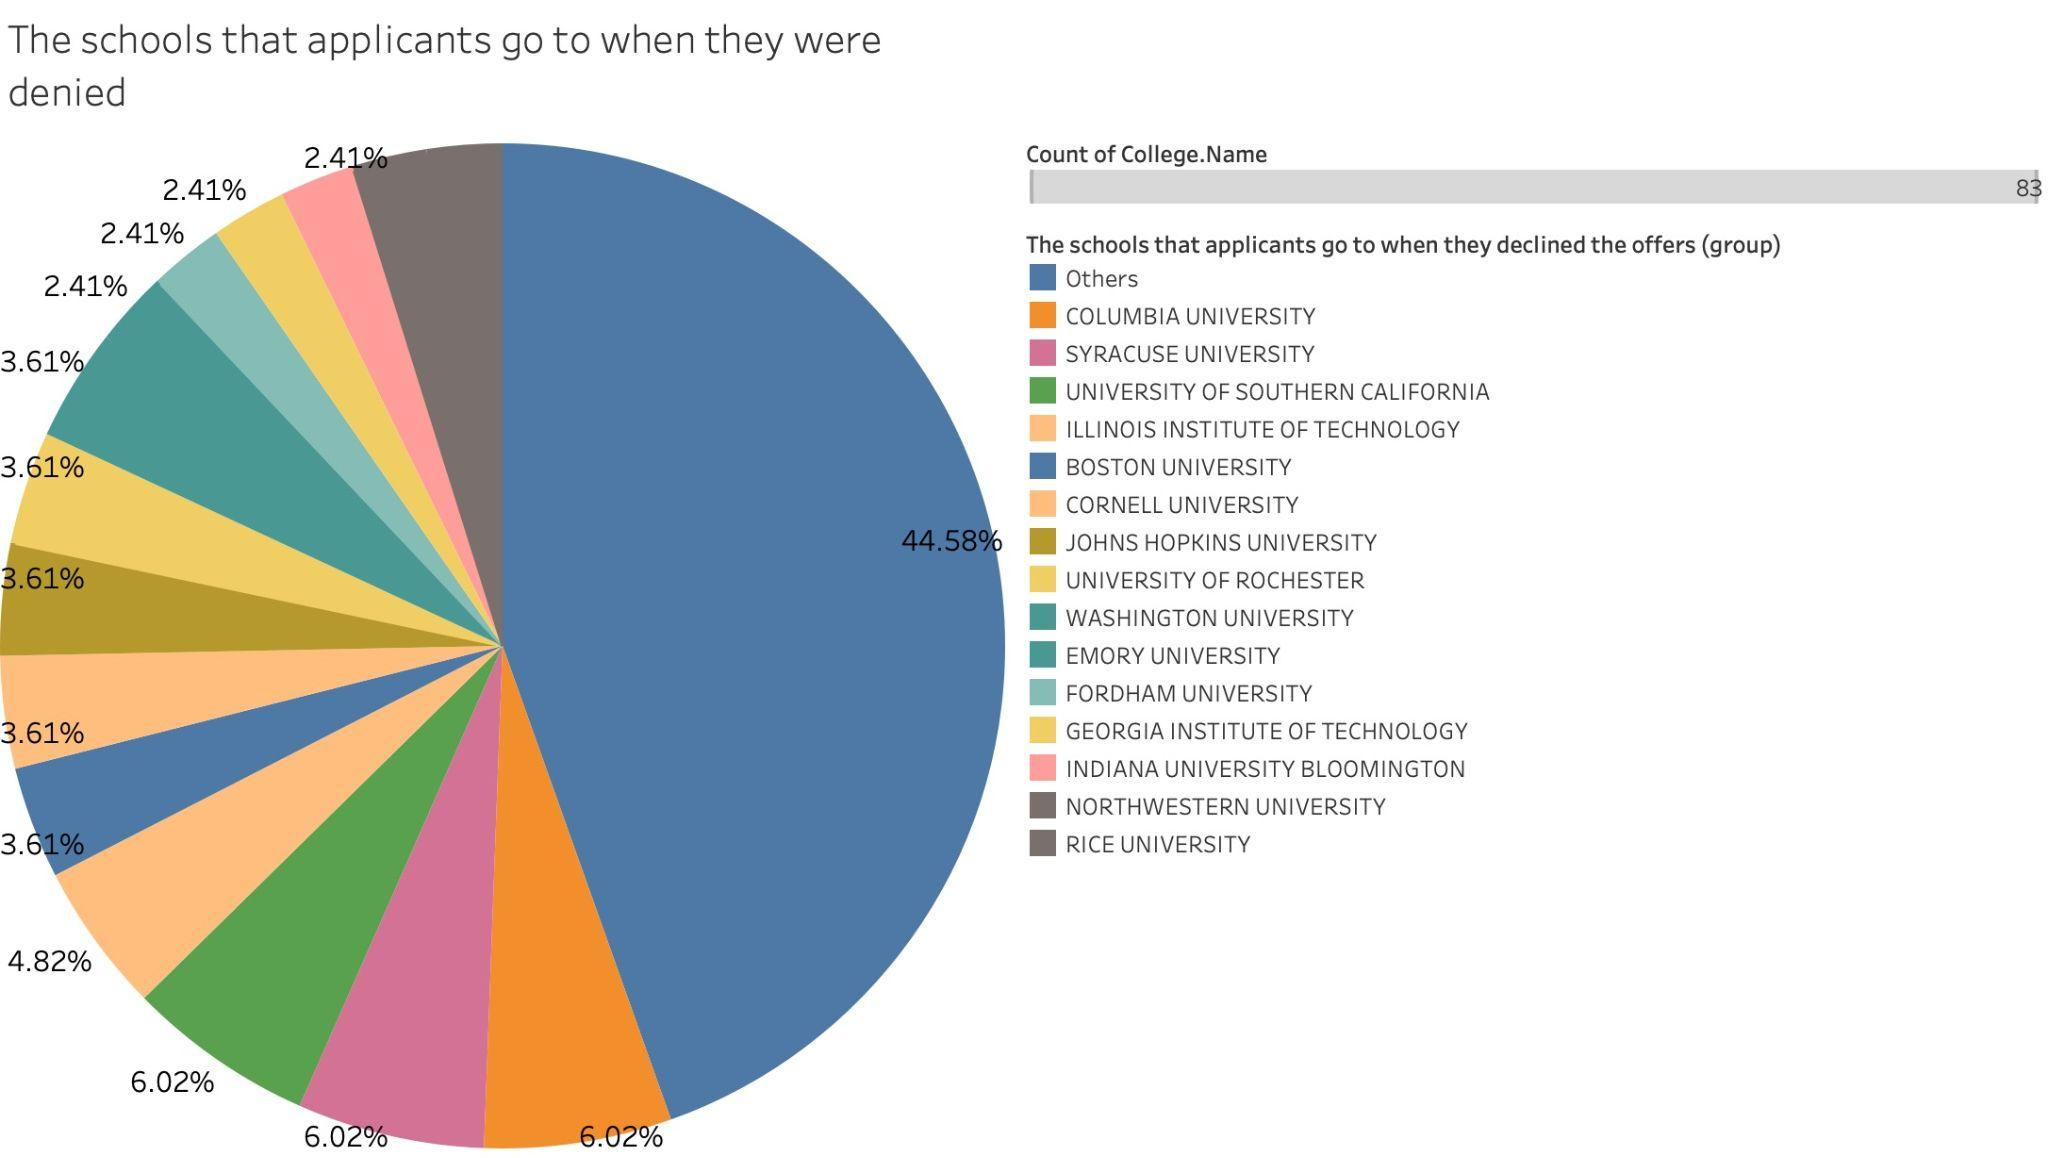 The schools that applicants go to when they were
denied
2.41%
2.41%
2.41%
2.41%
3.61%
3.61%
3.61%
3.61%
3.61%
4.82%
6.02%
6.02%
6.02%
44.58%
Count of College.Name
83
The schools that applicants go to when they declined the offers (group)
Others
COLUMBIA UNIVERSITY
SYRACUSE UNIVERSITY
UNIVERSITY OF SOUTHERN CALIFORNIA
ILLINOIS INSTITUTE OF TECHNOLOGY
BOSTON UNIVERSITY
CORNELL UNIVERSITY
JOHNS HOPKINS UNIVERSITY
UNIVERSITY OF ROCHESTER
WASHINGTON UNIVERSITY
EMORY UNIVERSITY
FORDHAM UNIVERSITY
GEORGIA INSTITUTE OF TECHNOLOGY
INDIANA UNIVERSITY BLOOMINGTON
NORTHWESTERN UNIVERSITY
RICE UNIVERSITY